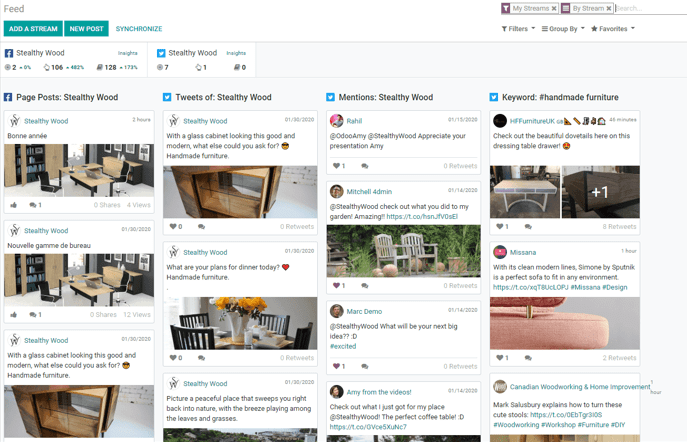 Feed
My Streams ×
By Stream ×
Search...
ADD A STREAM
NEW POST
SYNCHRONIZE
Filters
Group By
Favorites
Stealthy Wood
Insights
2 0%
106 482%
128 173%
Stealthy Wood
Insights
7
1
0
Page Posts: Stealthy Wood
Stealthy Wood
2 hours
Bonne année
1
0 Shares 4 Views
Stealthy Wood
01/30/2020
Nouvelle gamme de bureau
1
0 Shares 12 Views
Stealthy Wood
01/30/2020
With a glass cabinet looking this good and
modern, what else could you ask for? 😎
Handmade furniture.
Tweets of: Stealthy Wood
Stealthy Wood
01/30/2020
With a glass cabinet looking this good and
modern, what else could you ask for? 😎
Handmade furniture.
0
0 Retweets
Stealthy Wood
01/30/2020
What are your plans for dinner today? ❤
Handmade furniture.
0
0 Retweets
Stealthy Wood
01/30/2020
Picture a peaceful place that sweeps you right
back into nature, with the breeze playing among
the leaves and grasses.
Mentions: Stealthy Wood
Rahil
01/15/2020
@OdooAmy @StealthyWood Appreciate your
presentation Amy
1
0 Retweets
Mitchell 4dmin
01/14/2020
@StealthyWood check out what you did to my
garden! Amazing!! https://t.co/hsnJfV0sEl
1
0 Retweets
Marc Demo
01/14/2020
@StealthyWood What will be your next big
idea?? :D
#excited
1
0 Retweets
Amy from the videos!
01/14/2020
Check out what I just got for my place
@StealthyWood! The perfect coffee table! :D
https://t.co/GVce5XuNc7
Keyword: #handmade furniture
HFFurnitureUK
45 minutes
Check out the beautiful dovetails here on this
dressing table drawer! 😍
+1
1
8 Retweets
Missana
1 hour
With its clean modern lines, Simone by Sputnik
is a perfect sofa to fit in any environment.
https://t.co/xqT8UcLOPJ #Missana #Design
1
2 Retweets
Canadian Woodworking & Home Improvement
1 hour
Mark Salusbury explains how to turn these
cute stools: https://t.co/0EbTgr3I0S
#Woodworking #Workshop #Furniture #DIY